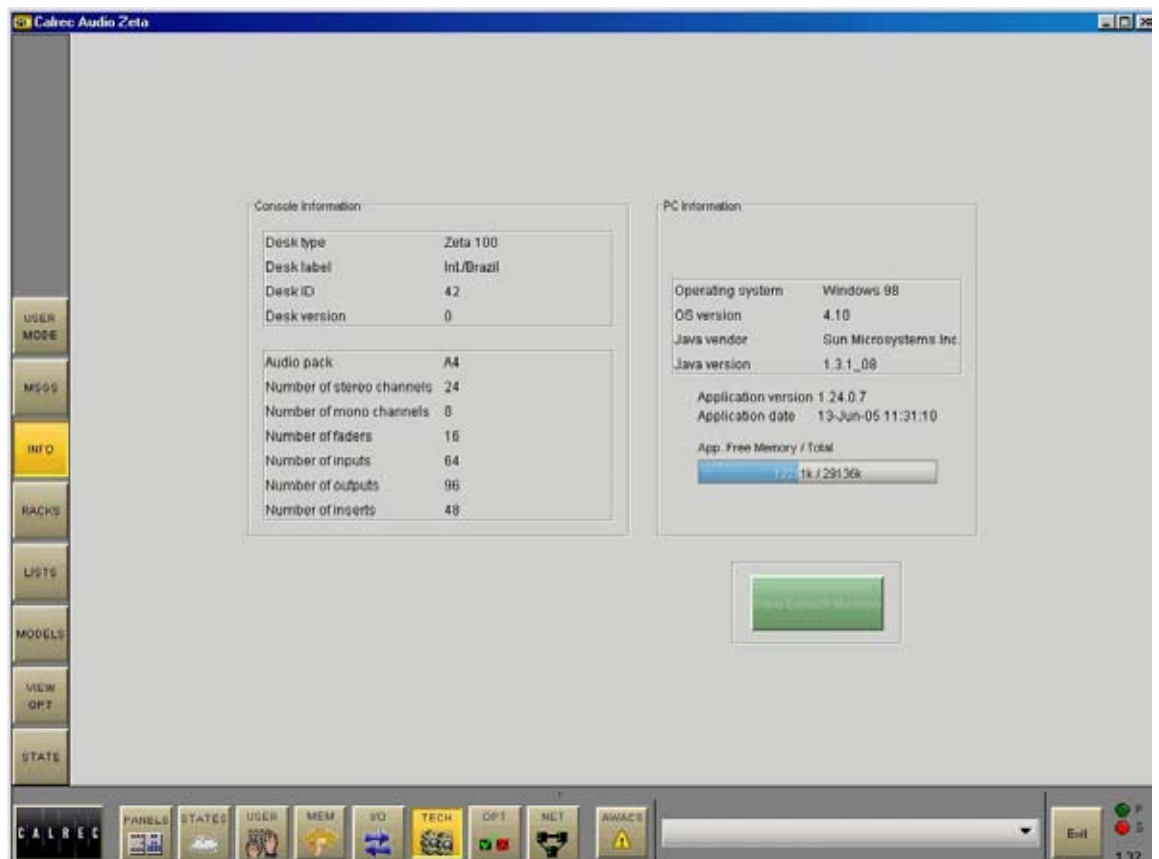 Calrec Audio Zeta
Console Information
Desk type Zeta 100
Desk label Int./Brazil
Desk ID 42
Desk version 0
Audio pack A4
Number of stereo channels 24
Number of mono channels 8
Number of faders 16
Number of inputs 64
Number of outputs 96
Number of inserts 48
PC Information
Operating system Windows 98
OS version 4.10
Java vendor Sun Microsystems Inc.
Java version 1.3.1_08
Application version 1.24.0.7
Application date 13-Jun-05 11:31:10
App. Free Memory / Total
/ 29136k
USER
MODE
MSGS
INFO
RACKS
LISTS
MODELS
VIEW
OPT
STATE
CALREC
PANELS
STATES
USER
MEM
I/O
TECH
OPT
NET
AWACS
Exit
P
S